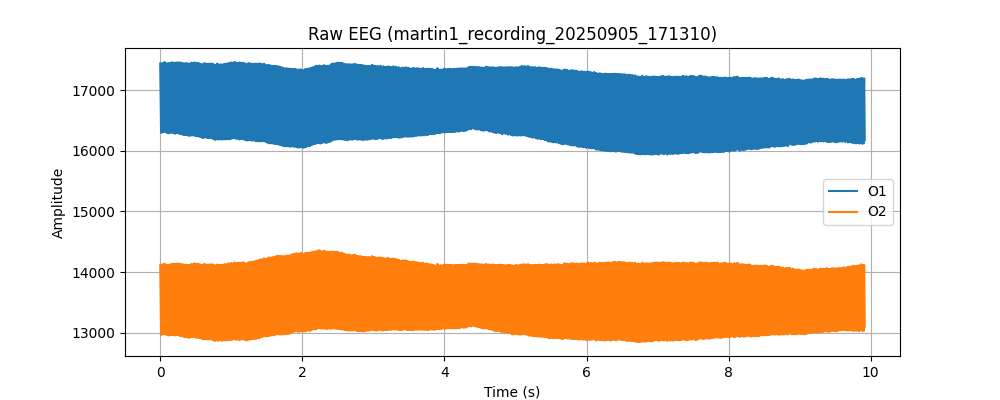 Raw EEG (martin1_recording_20250905_171310)
17000
16000
15000
14000
13000
Amplitude
O1
O2
0 2 4 6 8 10
Time (s)